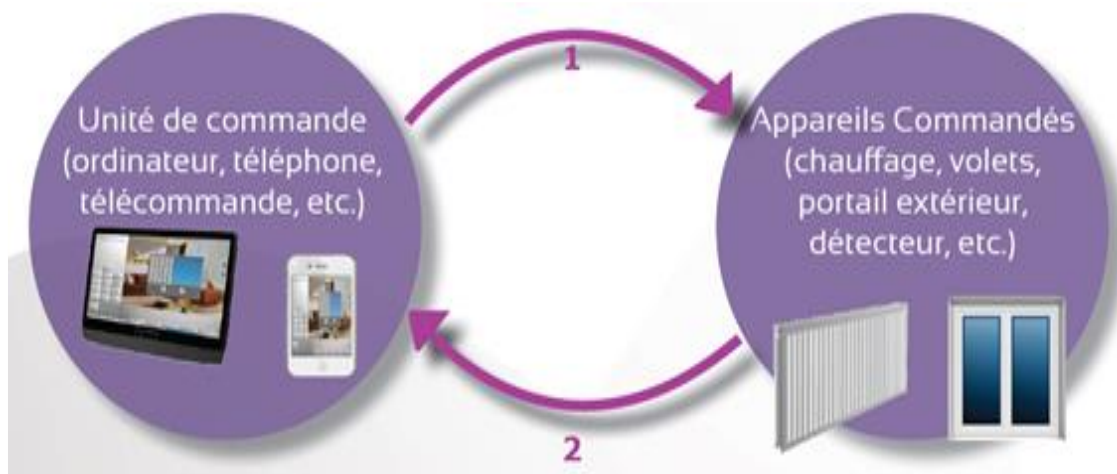 1
Unité de commande
(ordinateur, téléphone,
télécommande, etc.)
Appareils Commandés
(chauffage, volets,
portail extérieur,
détecteur, etc.)
2